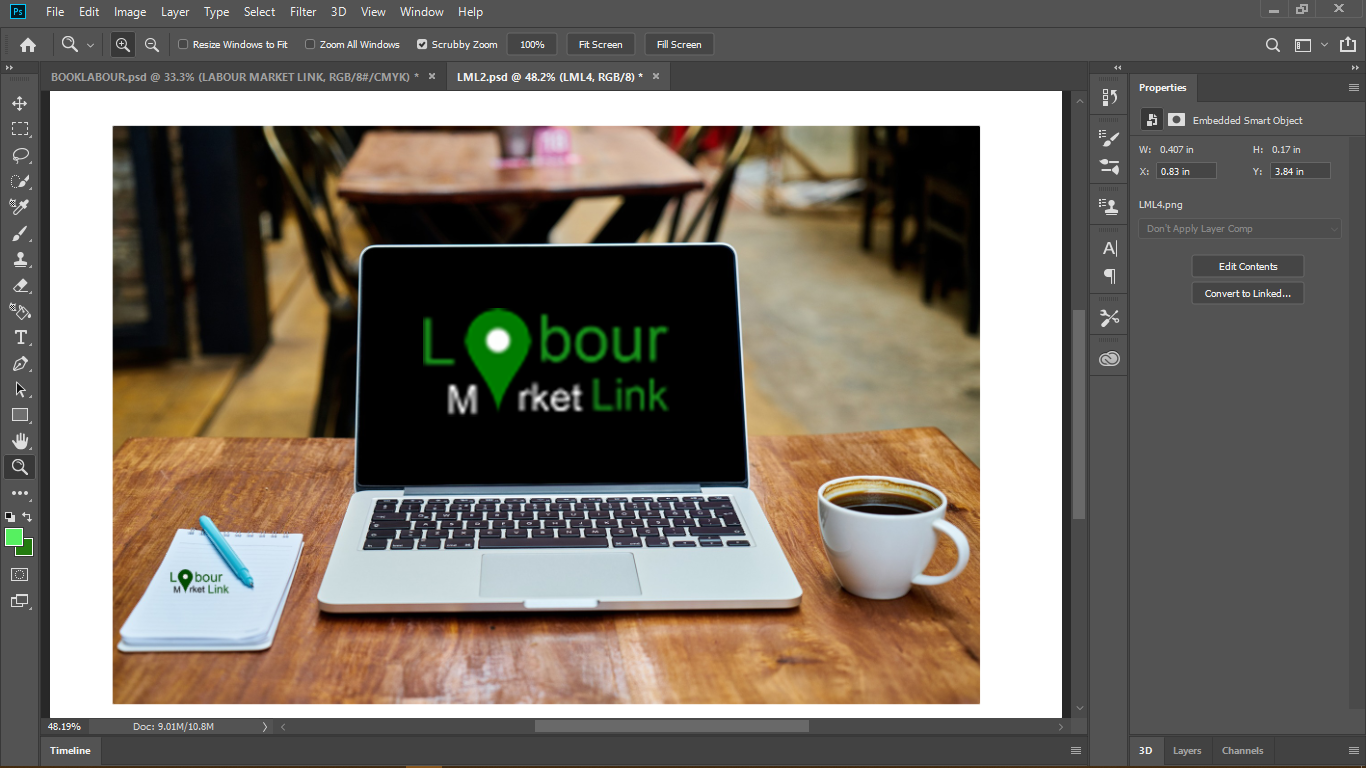 Ps File Edit Image Layer Type Select Filter 3D View Window Help
Resize Windows to Fit Zoom All Windows Scrubby Zoom 100% Fit Screen Fill Screen
BOOKLABOUR.psd @ 33.3% (LABOUR MARKET LINK, RGB/8#/CMYK) * × LML2.psd @ 48.2% (LML4, RGB/8) * ×
Properties
Embedded Smart Object
W: 0.407 in H: 0.17 in
X: 0.83 in Y: 3.84 in
LML4.png
Don't Apply Layer Comp
Edit Contents
Convert to Linked...
L bour
M rket Link
L bour
M rket Link
48.19% Doc: 9.01M/10.8M
Timeline
3D Layers Channels